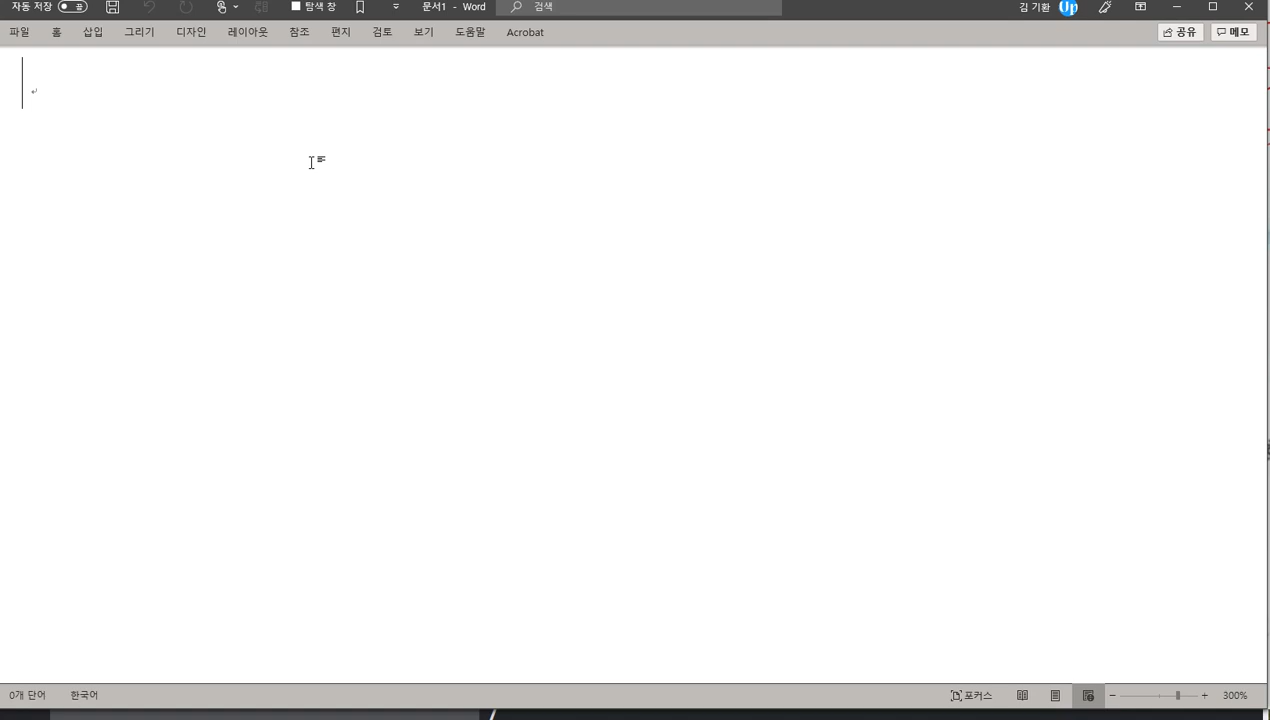 자동 저장 끔 탐색 창 문서1 - Word 검색 김 기환 Up
파일 홈 삽입 그리기 디자인 레이아웃 참조 편지 검토 보기 도움말 Acrobat 공유 메모
0개 단어 한국어 포커스 300%